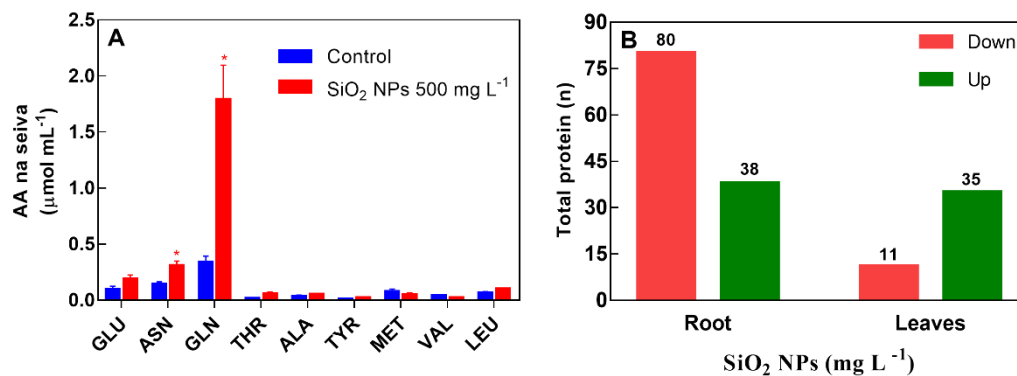 A
Control
SiO₂ NPs 500 mg L⁻¹
AA na seiva
(μmol mL⁻¹)
2.5
2.0
1.5
1.0
0.5
0.0
*
*
GLU
ASN
GLN
THR
ALA
TYR
MET
VAL
LEU
B
Down
Up
Total protein (n)
90
75
60
45
30
15
0
80
38
11
35
Root
Leaves
SiO₂ NPs (mg L⁻¹)